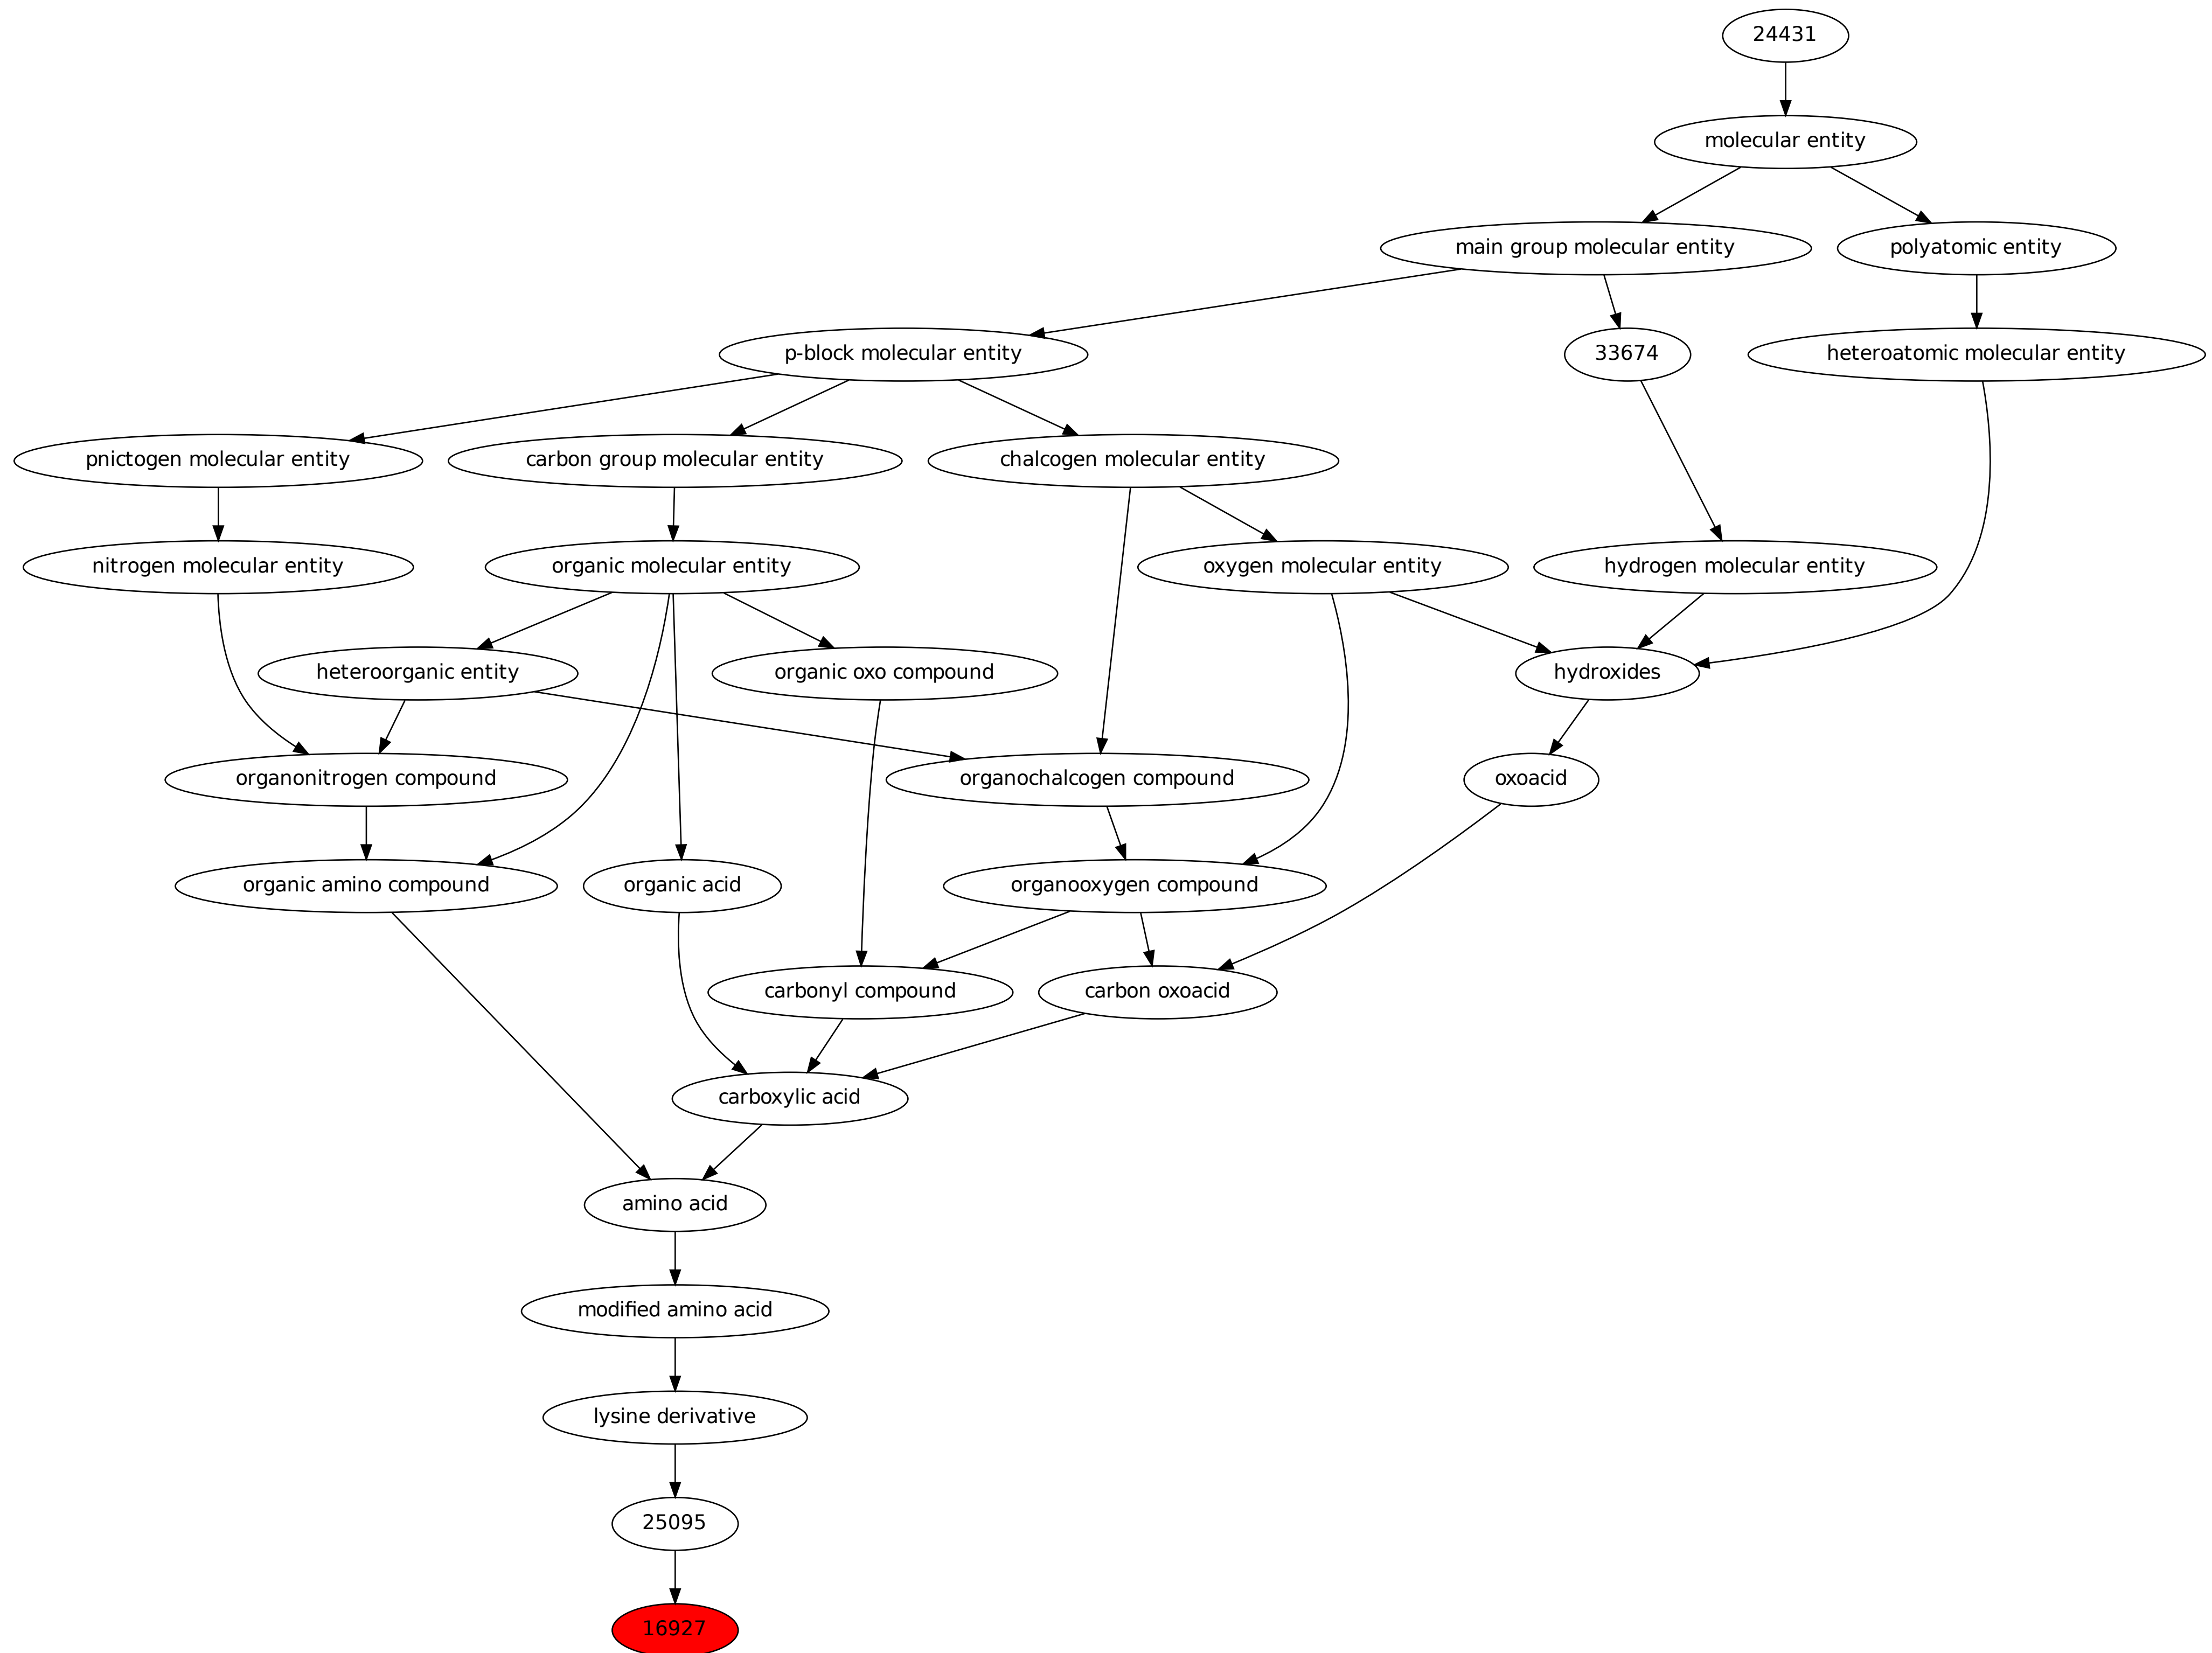 24431
molecular entity
main group molecular entity
polyatomic entity
p-block molecular entity
33674
heteroatomic molecular entity
pnictogen molecular entity
carbon group molecular entity
chalcogen molecular entity
nitrogen molecular entity
organic molecular entity
oxygen molecular entity
hydrogen molecular entity
heteroorganic entity
organic oxo compound
hydroxides
organonitrogen compound
organochalcogen compound
oxoacid
organic amino compound
organic acid
organooxygen compound
carbonyl compound
carbon oxoacid
carboxylic acid
amino acid
modified amino acid
lysine derivative
25095
16927